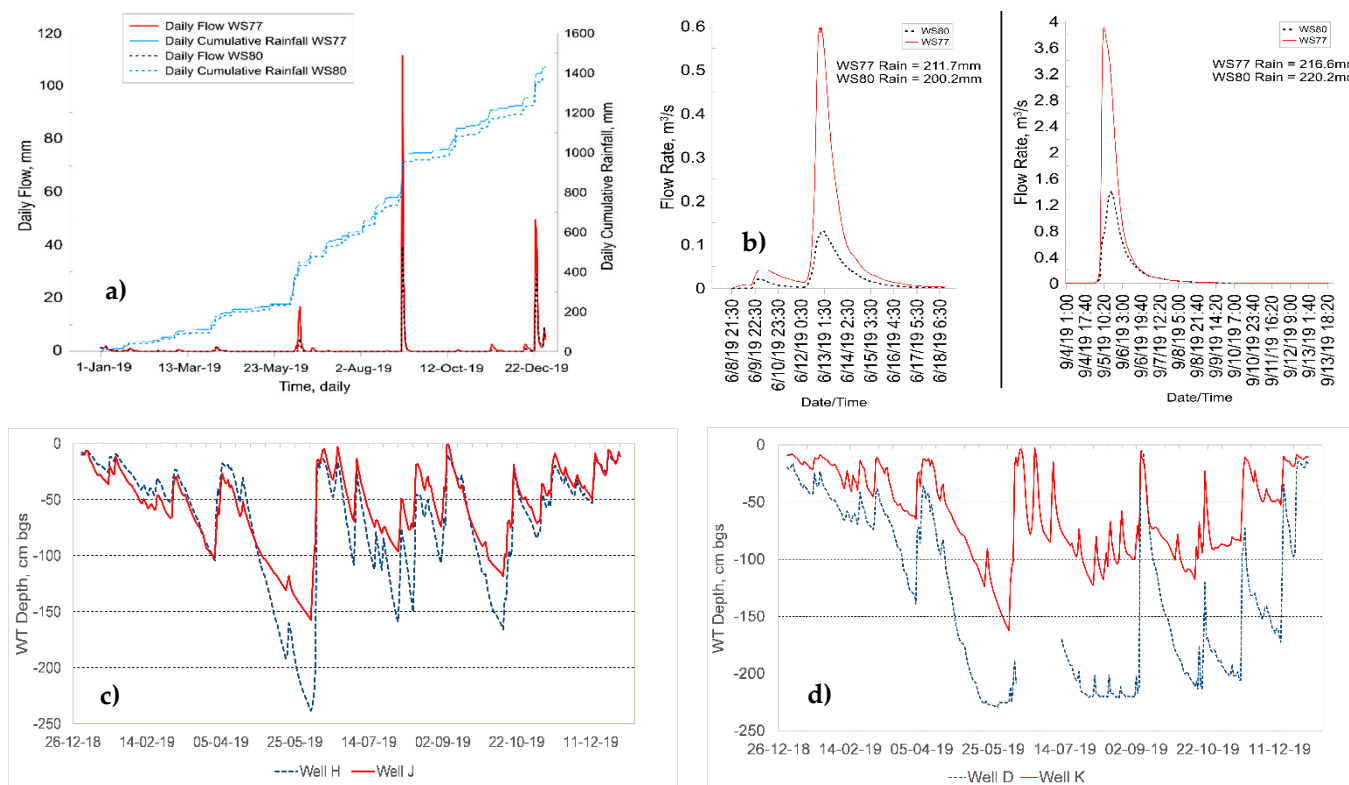 a)
Daily Flow WS77
Daily Cumulative Rainfall WS77
Daily Flow WS80
Daily Cumulative Rainfall WS80
120
100
80
60
40
20
0
Daily Flow, mm
1600
1400
1200
1000
800
600
400
200
0
Daily Cumulative Rainfall, mm
1-Jan-19 13-Mar-19 23-May-19 2-Aug-19 12-Oct-19 22-Dec-19
Time, daily
b)
WS80
WS77
WS77 Rain = 211.7mm
WS80 Rain = 200.2mm
0.6
0.5
0.4
0.3
0.2
0.1
0
Flow Rate, m³/s
6/8/19 21:30
6/9/19 22:30
6/10/19 23:30
6/12/19 0:30
6/13/19 1:30
6/14/19 2:30
6/15/19 3:30
6/16/19 4:30
6/17/19 5:30
6/18/19 6:30
Date/Time
WS80
WS77
WS77 Rain = 216.6mm
WS80 Rain = 220.2mm
4
3.6
3.2
2.8
2.4
2
1.6
1.2
0.8
0.4
0
Flow Rate, m³/s
9/4/19 1:00
9/4/19 17:40
9/5/19 10:20
9/6/19 3:00
9/6/19 19:40
9/7/19 12:20
9/8/19 5:00
9/8/19 21:40
9/9/19 14:20
9/10/19 7:00
9/10/19 23:40
9/11/19 16:20
9/12/19 9:00
9/13/19 1:40
9/13/19 18:20
Date/Time
c)
0
-50
-100
-150
-200
-250
WT Depth, cm bgs
26-12-18 14-02-19 05-04-19 25-05-19 14-07-19 02-09-19 22-10-19 11-12-19
Well H Well J
d)
0
-50
-100
-150
-200
-250
WT Depth, cm bgs
26-12-18 14-02-19 05-04-19 25-05-19 14-07-19 02-09-19 22-10-19 11-12-19
Well D Well K